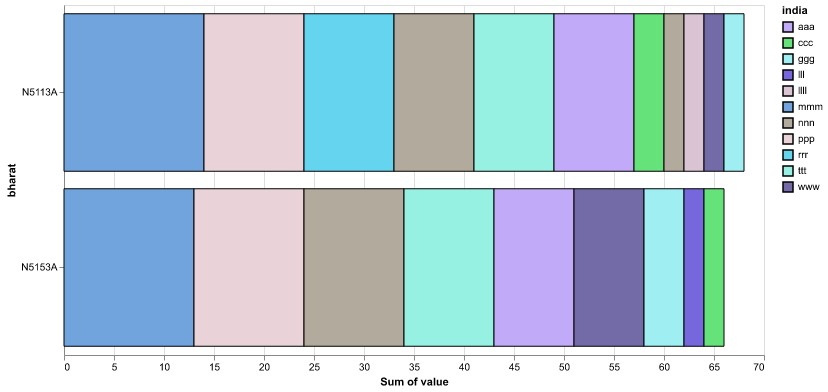 india
aaa
ccc
ggg
lll
llll
mmm
nnn
ppp
rrr
ttt
www
bharat
N5113A
N5153A
0 5 10 15 20 25 30 35 40 45 50 55 60 65 70
Sum of value